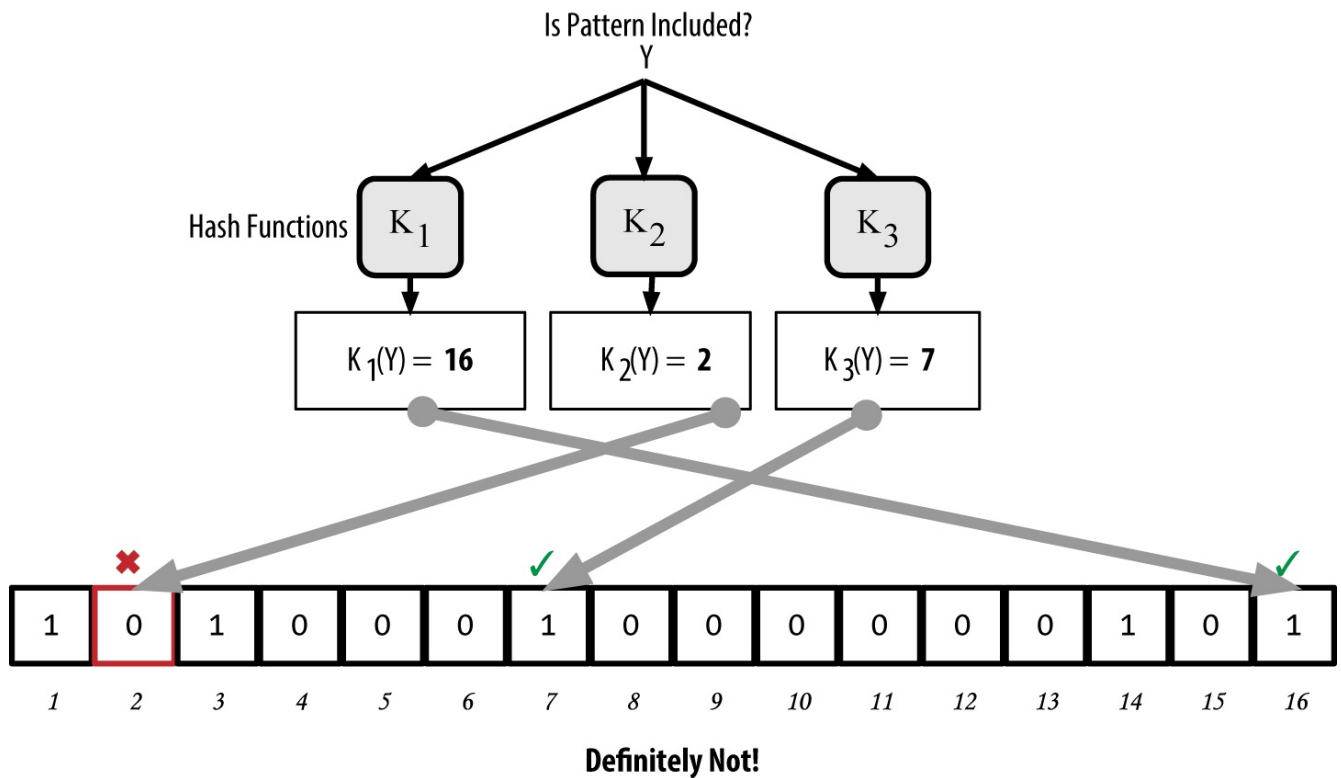 Is Pattern Included?
Y
Hash Functions K1 K2 K3
K1(Y) = 16 K2(Y) = 2 K3(Y) = 7
✖ ✓ ✓
1 0 1 0 0 0 1 0 0 0 0 0 0 1 0 1
1 2 3 4 5 6 7 8 9 10 11 12 13 14 15 16
Definitely Not!